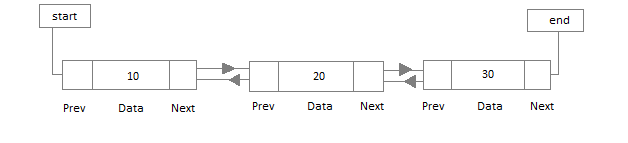 start
end
10
20
30
Prev Data Next
Prev Data Next
Prev Data Next